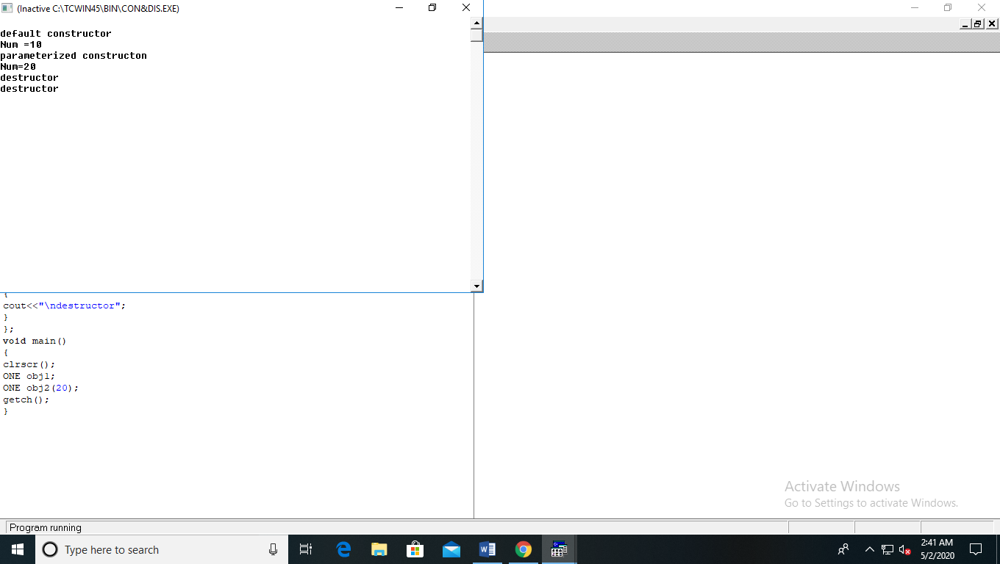 (Inactive C:\TCWIN45\BIN\CON&DIS.EXE)
default constructor
Num =10
parameterized constructon
Num=20
destructor
destructor
{
cout<<"\ndestructor";
}
};
void main()
{
clrscr();
ONE obj1;
ONE obj2(20);
getch();
}
Activate Windows
Go to Settings to activate Windows.
Program running
Type here to search
2:41 AM
5/2/2020